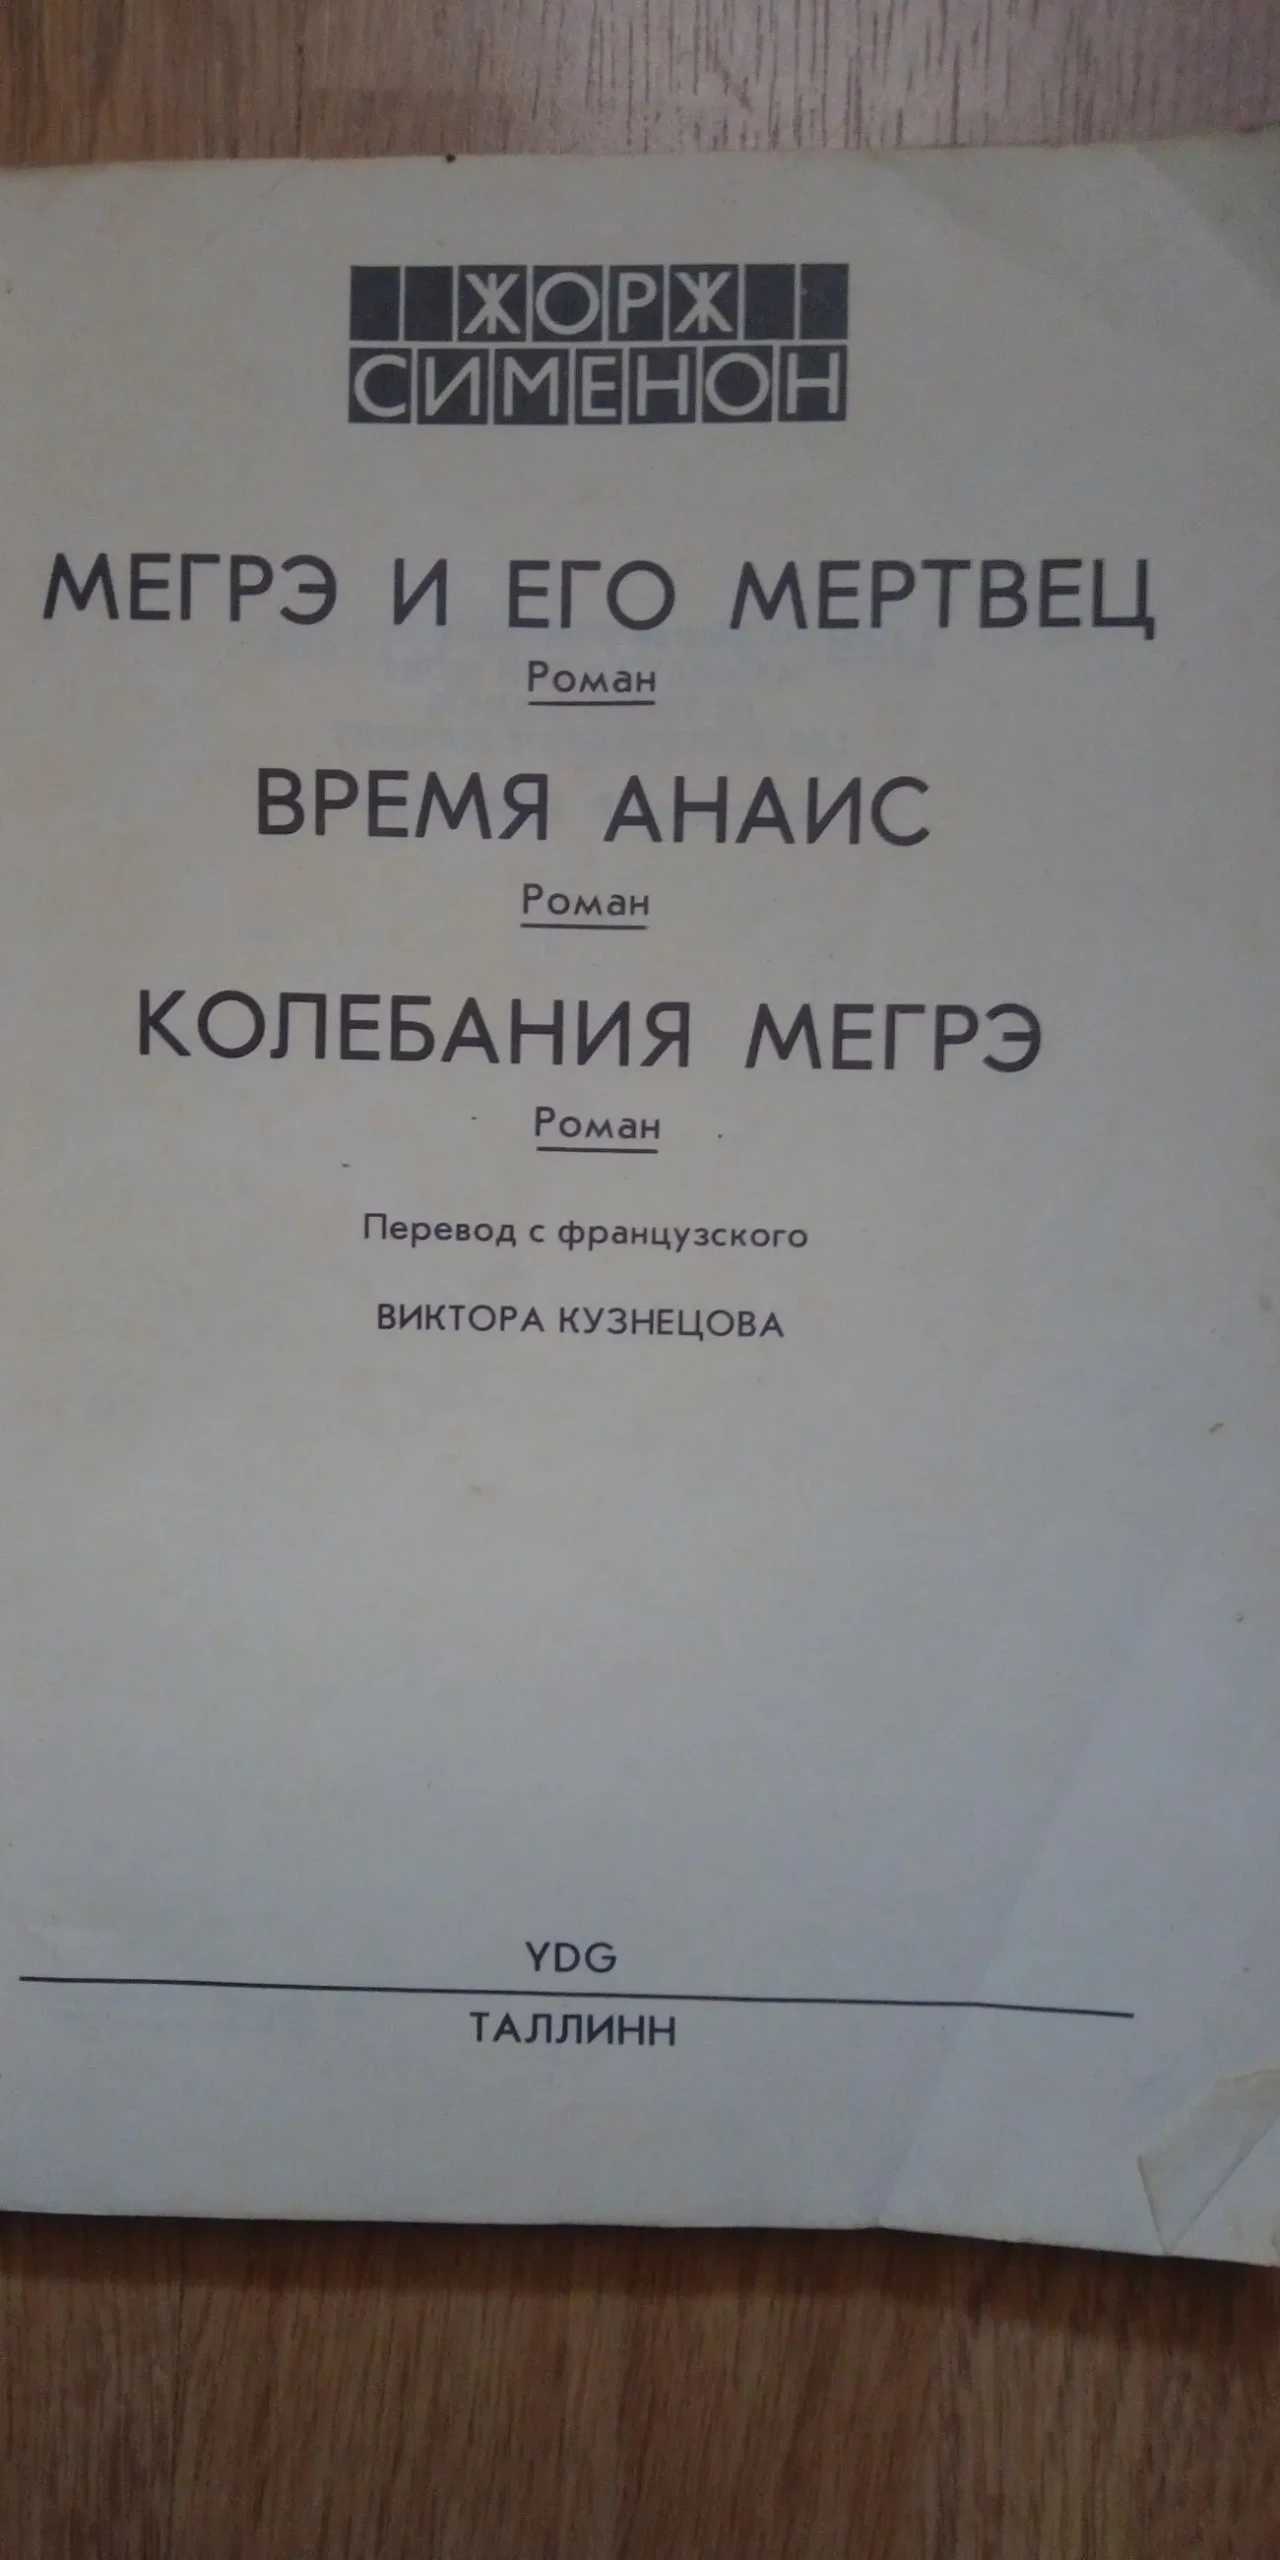 ЖОРЖ
СИМЕНОН
МЕГРЭ И ЕГО МЕРТВЕЦ
Роман
ВРЕМЯ АНАИС
Роман
КОЛЕБАНИЯ МЕГРЭ
Роман
Перевод с французского
ВИКТОРА КУЗНЕЦОВА
YDG
ТАЛЛИНН